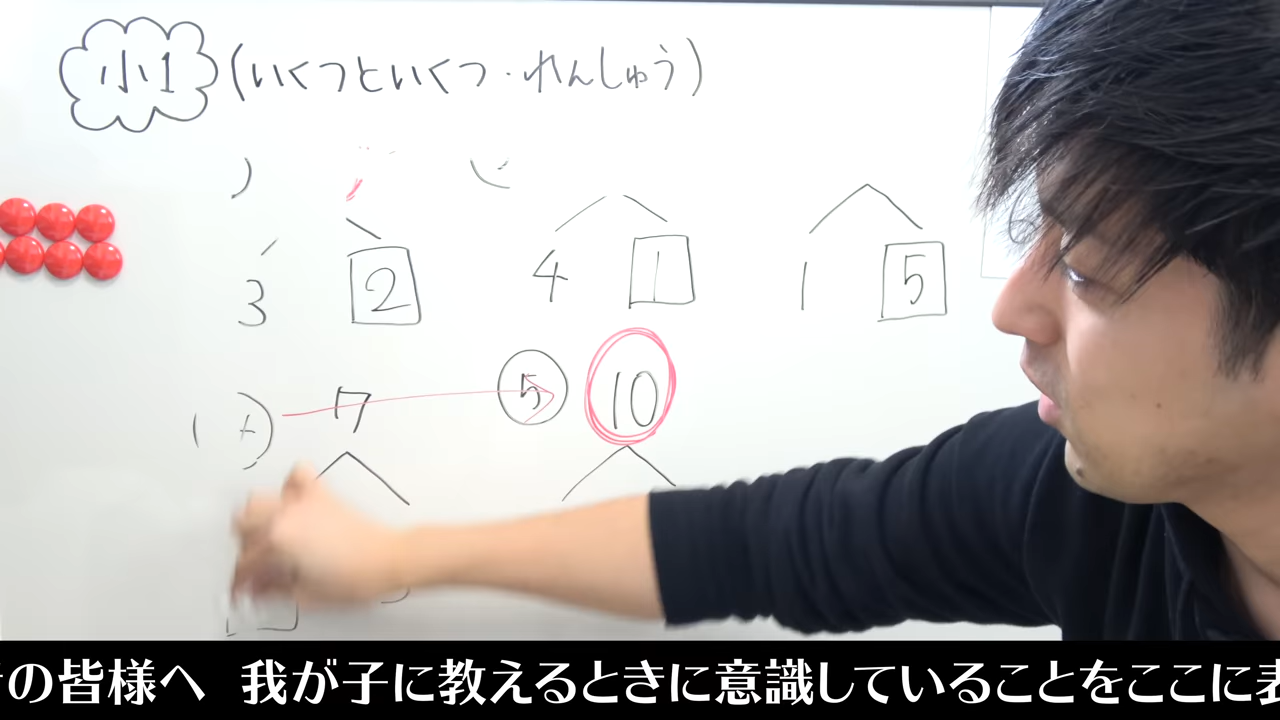 小1 (いくつといくつ・れんしゅう)
3 2 4 1 1 5
7 5 10
の皆様へ 我が子に教えるときに意識していることをここに